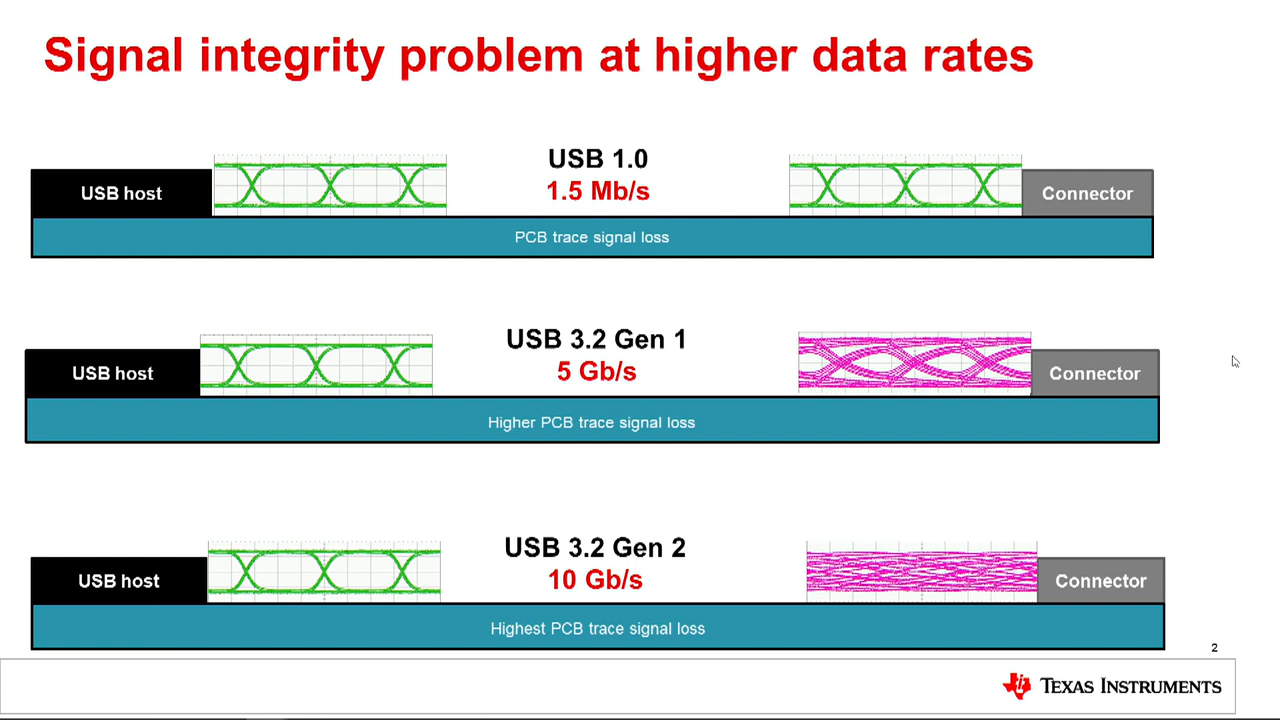 Signal integrity problem at higher data rates
USB 1.0
1.5 Mb/s
USB host
Connector
PCB trace signal loss
USB 3.2 Gen 1
5 Gb/s
USB host
Connector
Higher PCB trace signal loss
USB 3.2 Gen 2
10 Gb/s
USB host
Connector
Highest PCB trace signal loss
2
TEXAS INSTRUMENTS